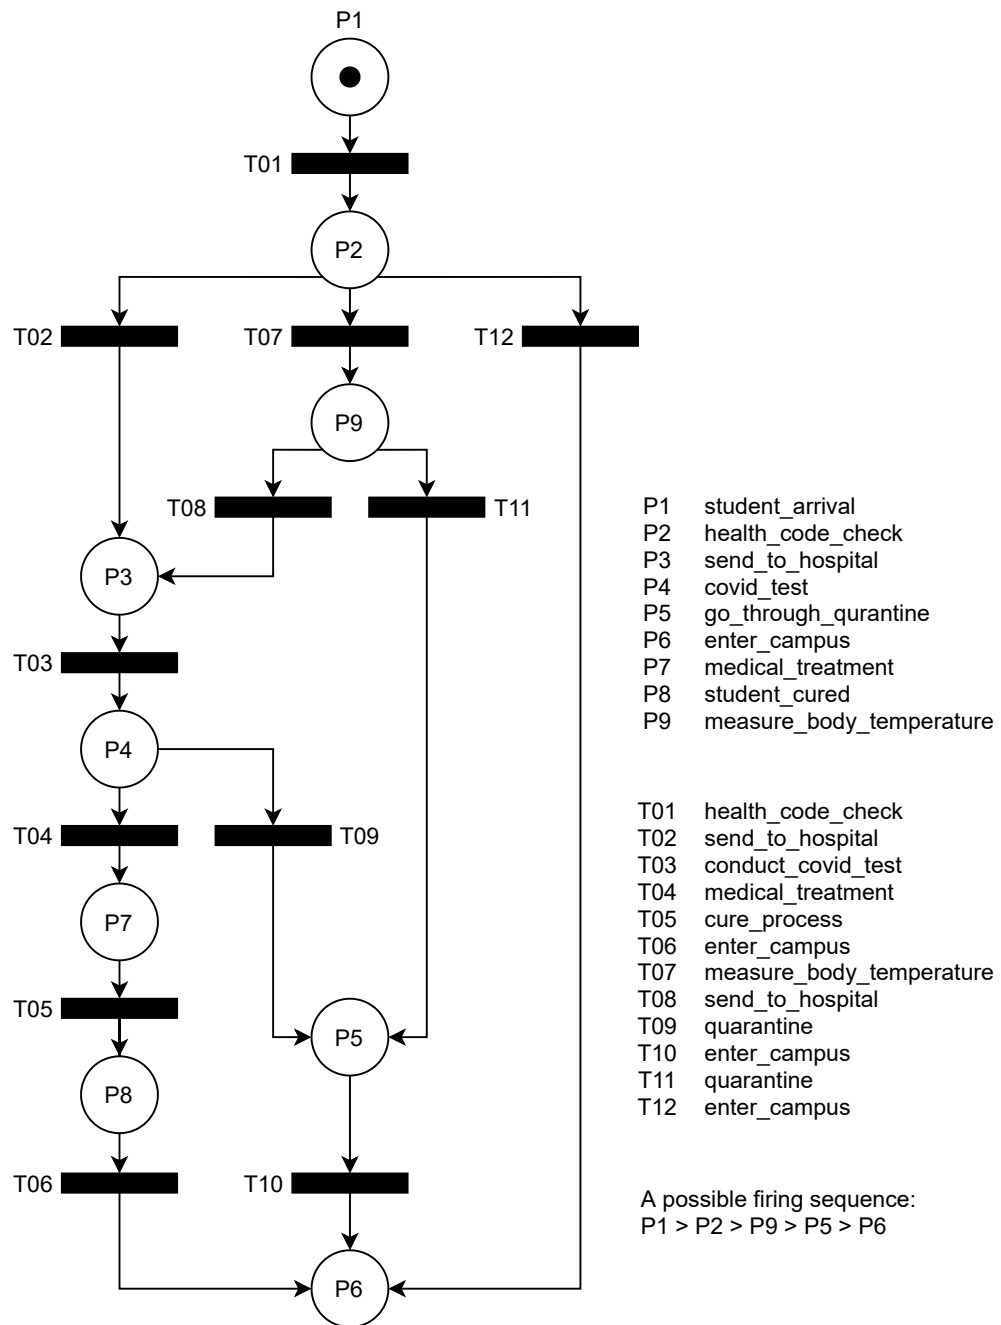 P1
T01
P2
T02
T07
T12
P9
T08
T11
P3
T03
P4
T04
T09
P7
T05
P5
P8
T06
T10
P6
P1 student_arrival
P2 health_code_check
P3 send_to_hospital
P4 covid_test
P5 go_through_qurantine
P6 enter_campus
P7 medical_treatment
P8 student_cured
P9 measure_body_temperature
T01 health_code_check
T02 send_to_hospital
T03 conduct_covid_test
T04 medical_treatment
T05 cure_process
T06 enter_campus
T07 measure_body_temperature
T08 send_to_hospital
T09 quarantine
T10 enter_campus
T11 quarantine
T12 enter_campus
A possible firing sequence:
P1 > P2 > P9 > P5 > P6